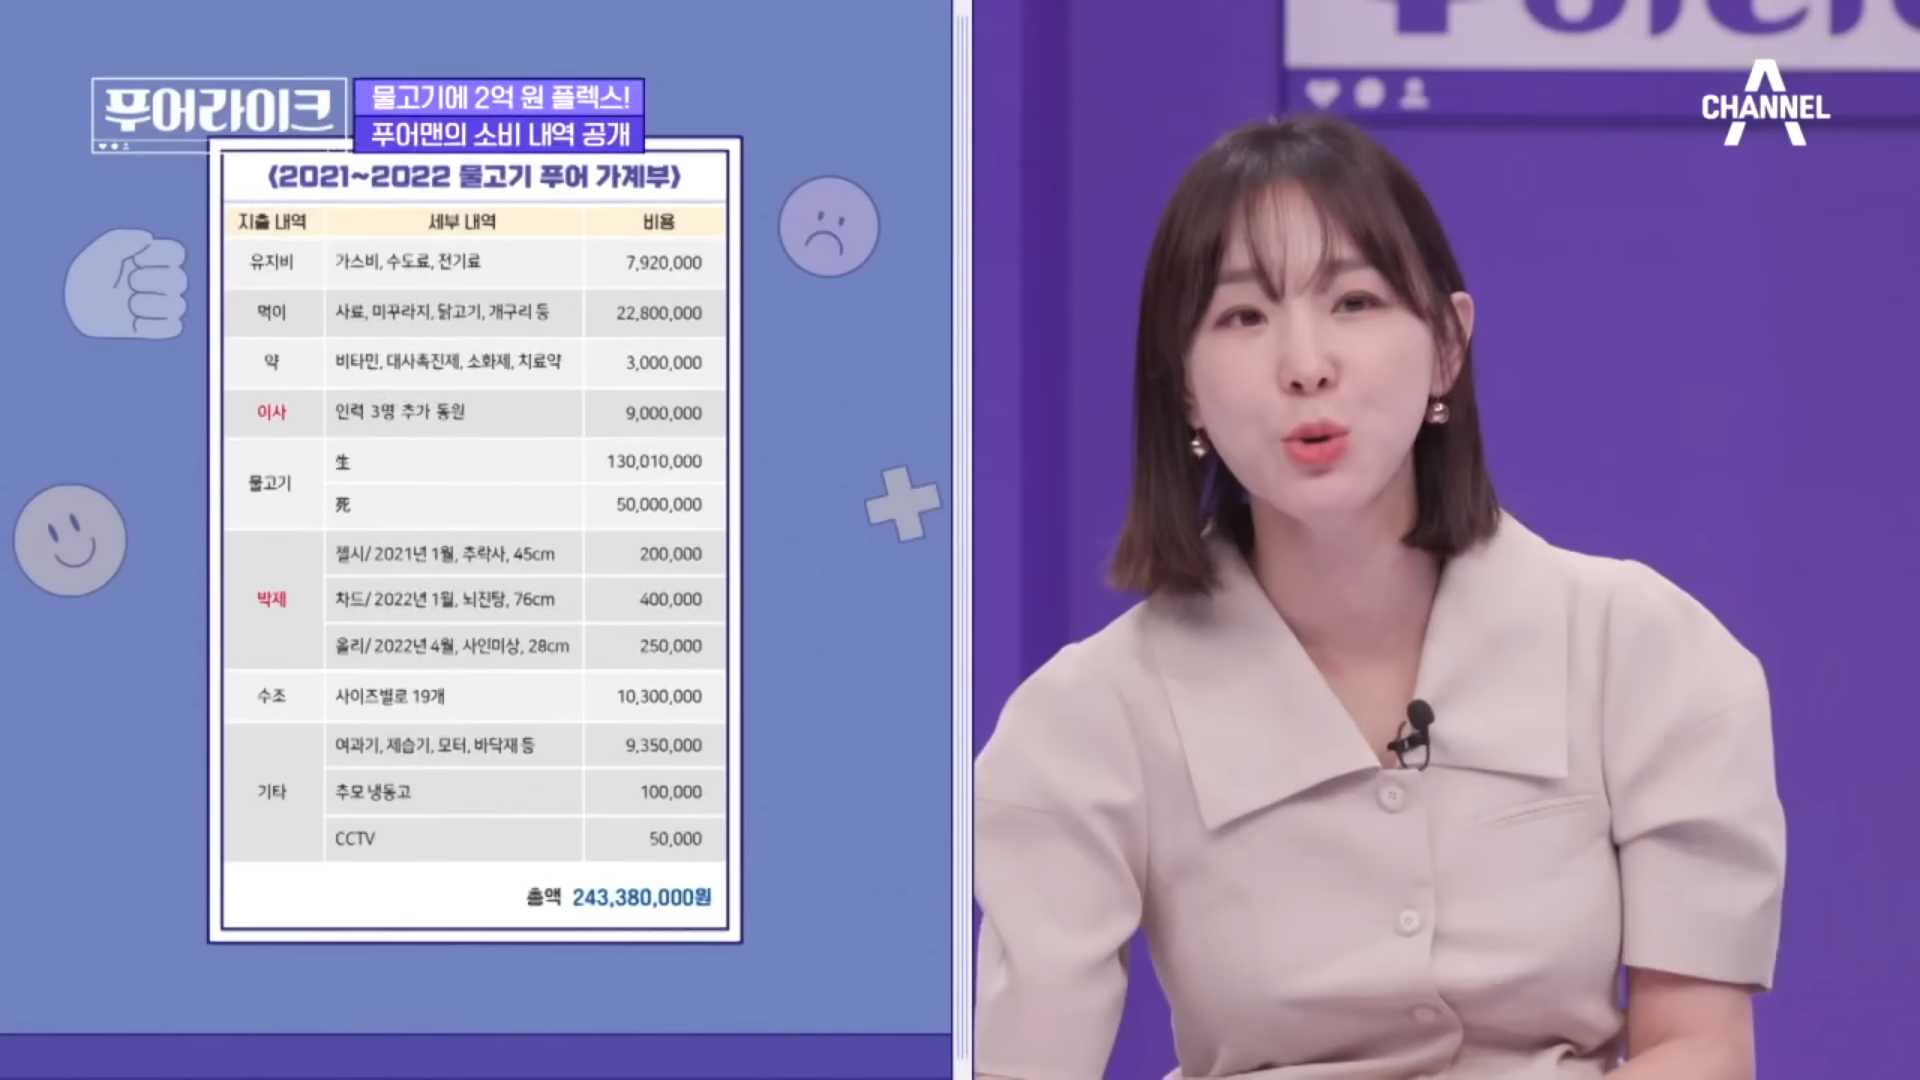 푸어라이크
물고기에 2억 원 플렉스!
푸어맨의 소비 내역 공개
CHANNEL A
〈2021~2022 물고기 푸어 가계부〉
지출 내역 세부 내역 비용
유지비 가스비, 수도료, 전기료 7,920,000
먹이 사료, 미꾸라지, 닭고기, 개구리 등 22,800,000
약 비타민, 대사촉진제, 소화제, 치료약 3,000,000
이사 인력 3명 추가 동원 9,000,000
물고기 生 130,010,000
死 50,000,000
박제 젤시/ 2021년 1월, 추락사, 45cm 200,000
차드/ 2022년 1월, 뇌진탕, 76cm 400,000
올리/ 2022년 4월, 사인미상, 28cm 250,000
수조 사이즈별로 19개 10,300,000
기타 여과기, 제습기, 모터, 바닥재 등 9,350,000
추모 냉동고 100,000
CCTV 50,000
총액 243,380,000원